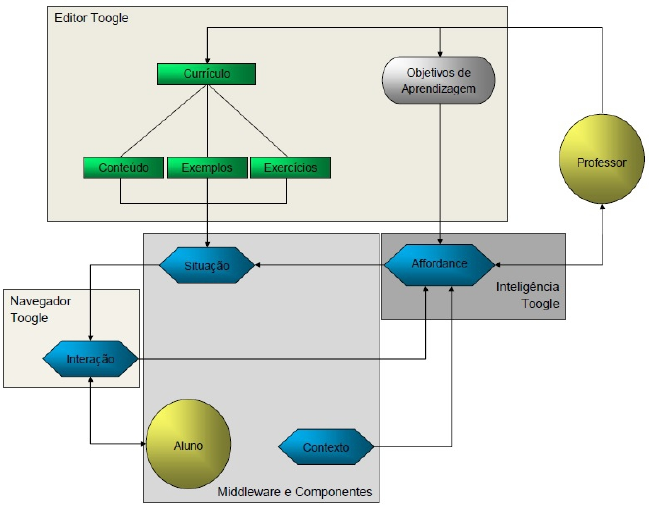 Editor Toogle
Currículo
Objetivos de
Aprendizagem
Conteúdo
Exemplos
Exercícios
Professor
Situação
Affordance
Inteligência
Toogle
Navegador
Toogle
Interação
Aluno
Contexto
Middleware e Componentes